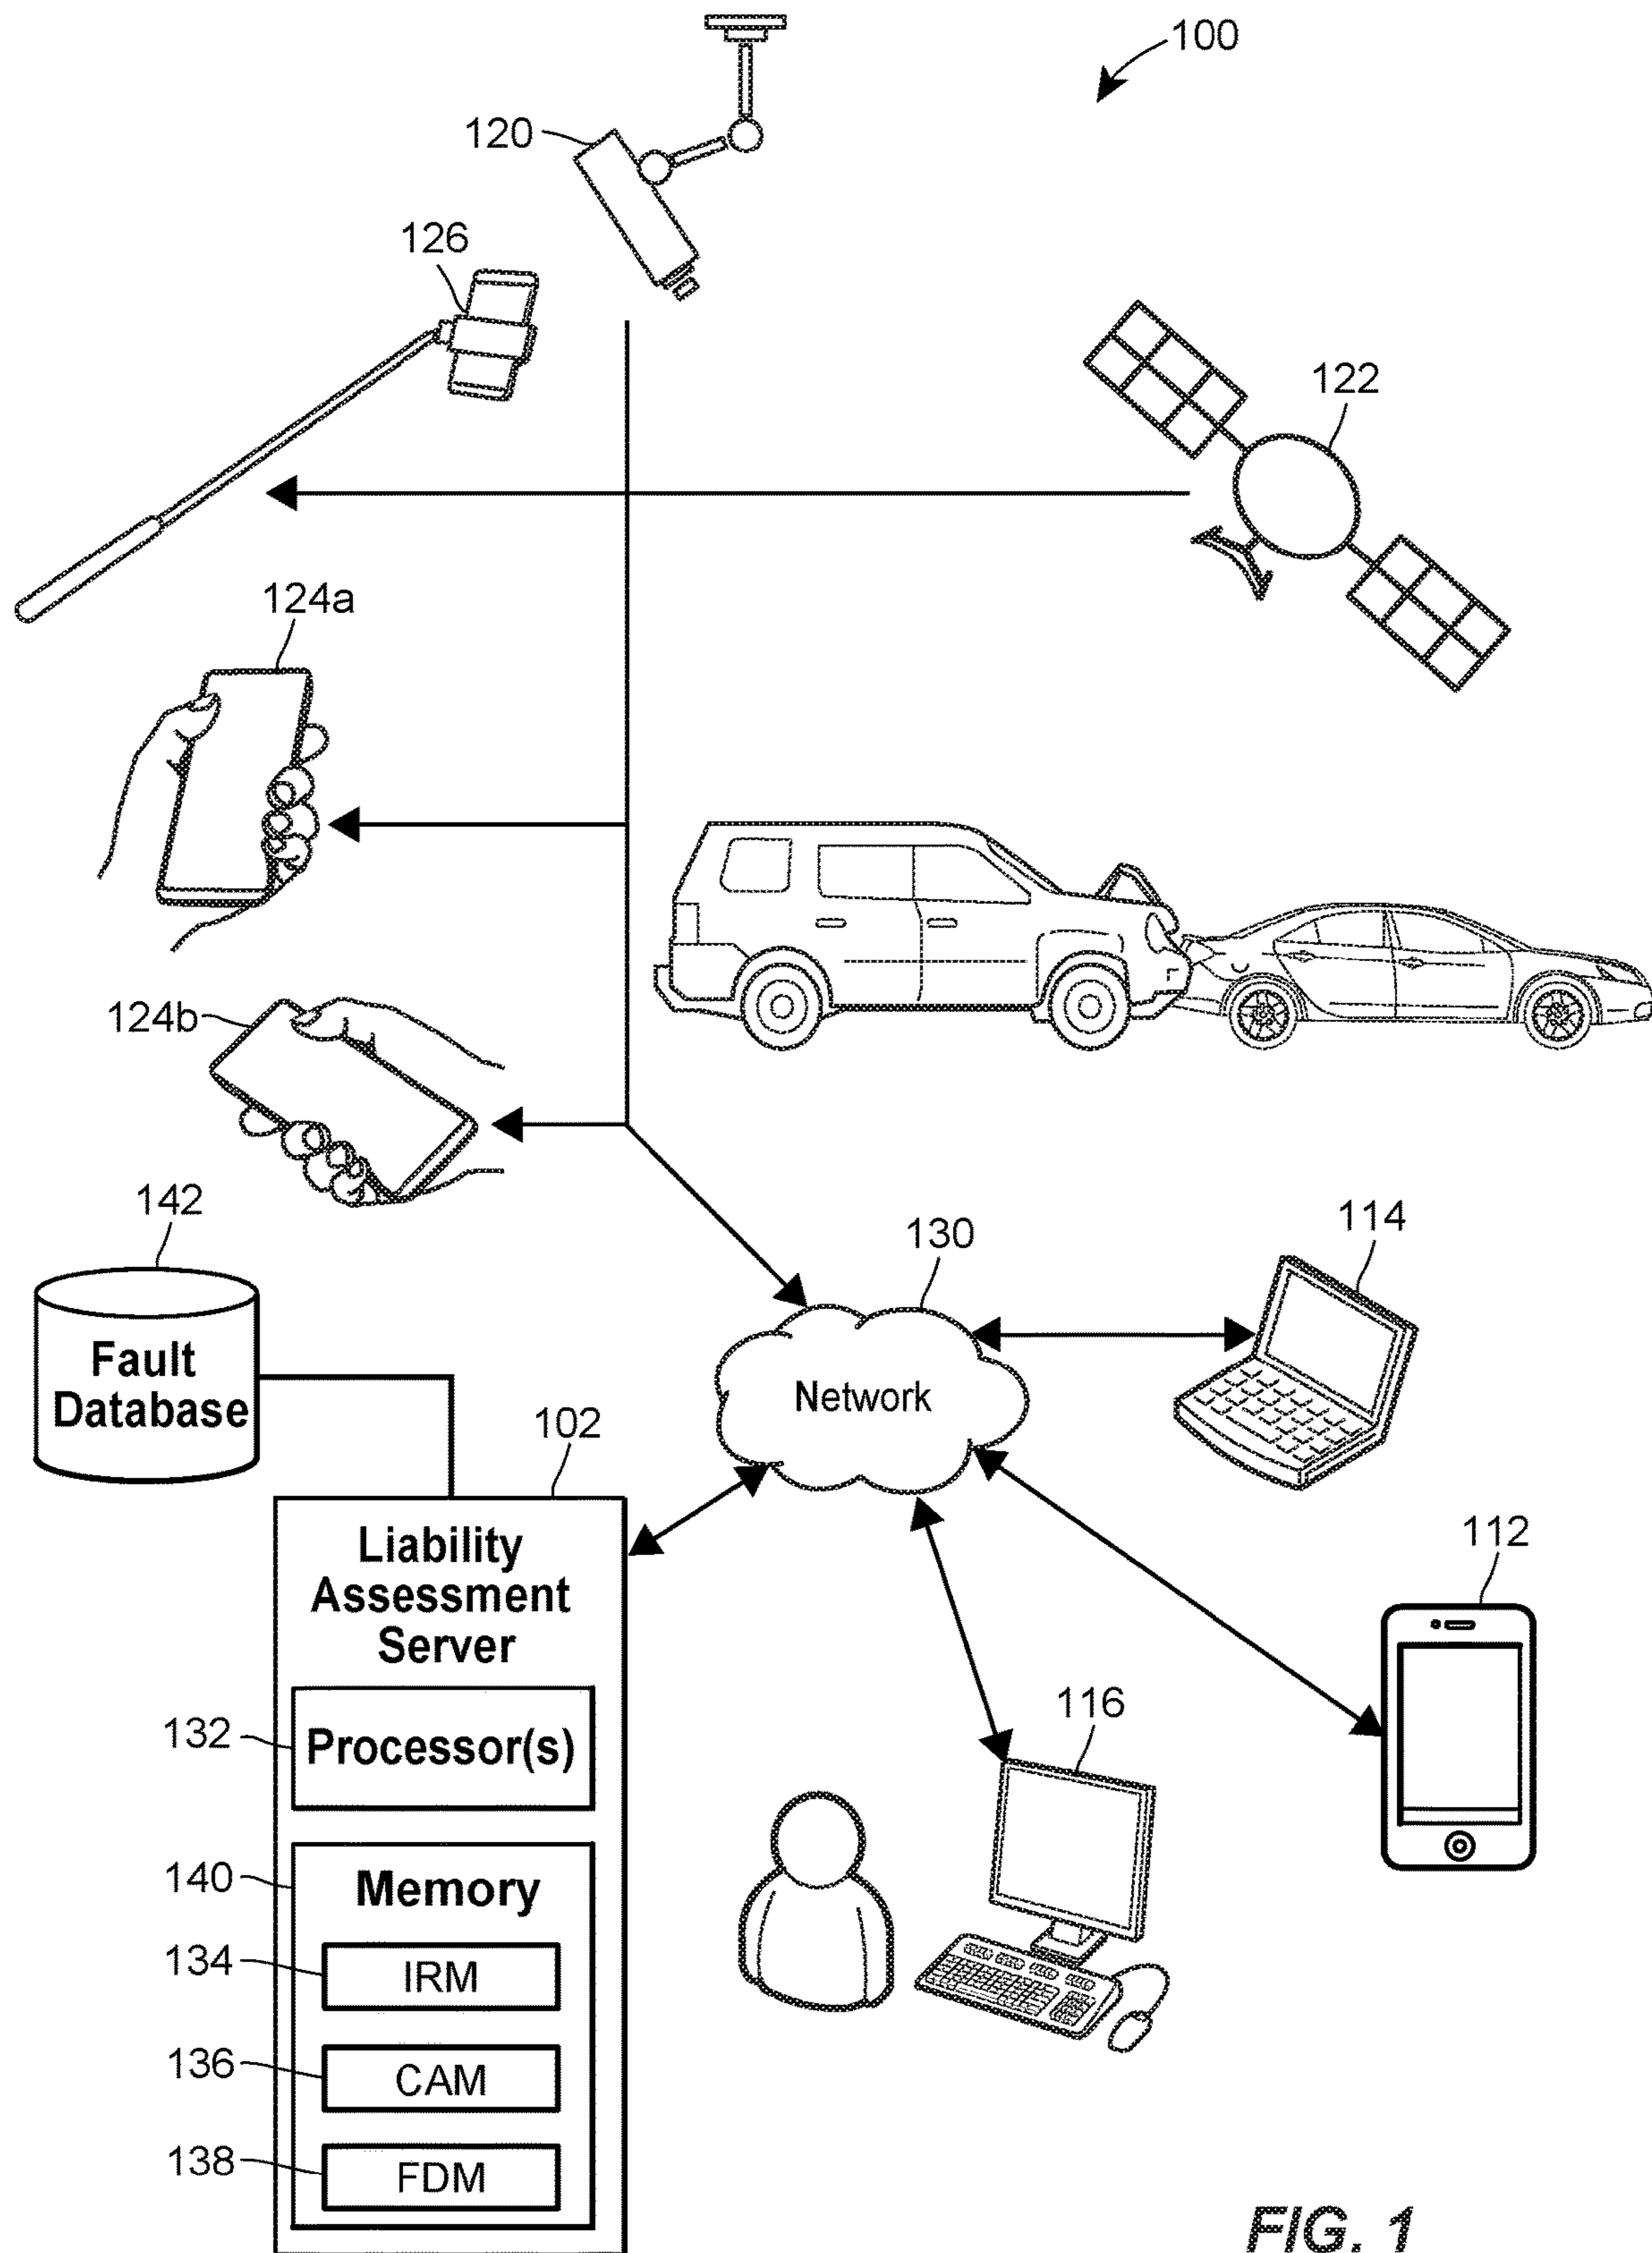 100
120
126
122
124a
124b
142
130
114
Fault
Database
Network
102
Liability
Assessment
Server
112
132
Processor(s)
116
140
Memory
134
IRM
136
CAM
138
FDM
FIG. 1